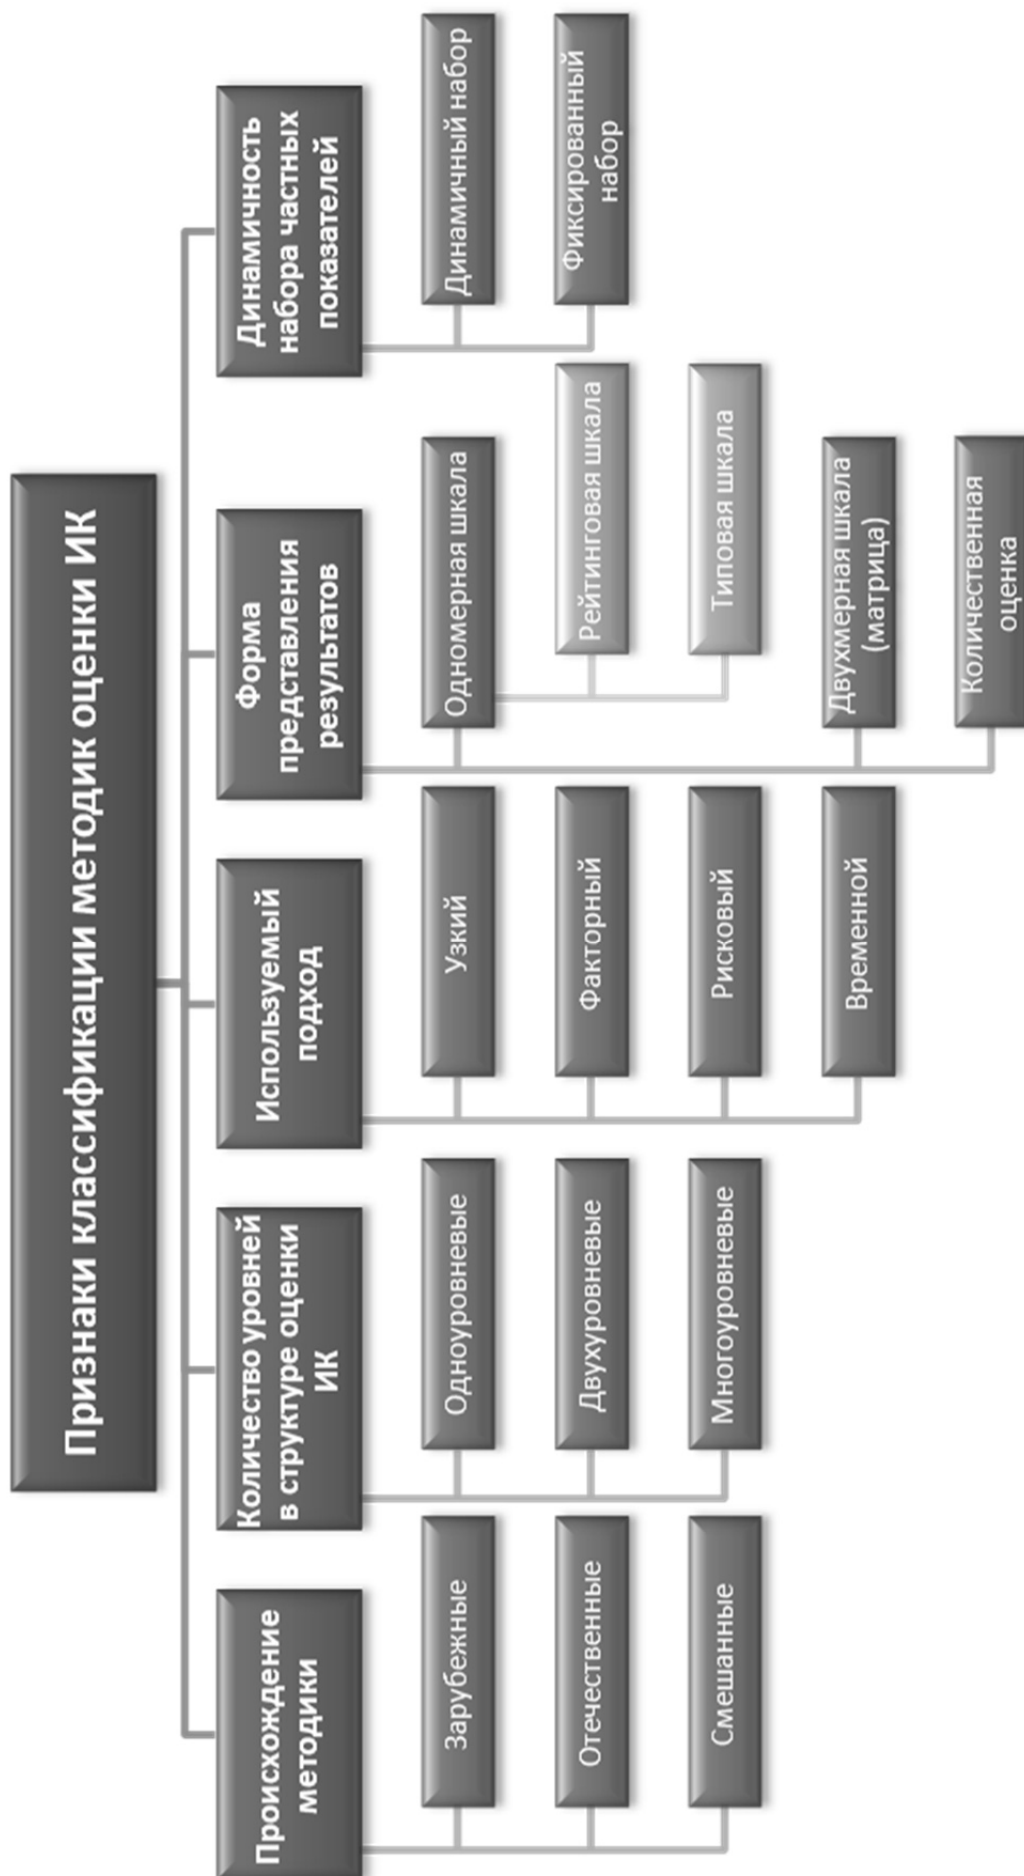 Признаки классификации методик оценки ИК
Происхождение
методики
Зарубежные
Отечественные
Смешанные
Количество уровней
в структуре оценки
ИК
Одноуровневые
Двухуровневые
Многоуровневые
Используемый
подход
Узкий
Факторный
Рисковый
Временной
Форма
представления
результатов
Одномерная шкала
Рейтинговая шкала
Типовая шкала
Двухмерная шкала
(матрица)
Количественная
оценка
Динамичность
набора частных
показателей
Динамичный набор
Фиксированный
набор